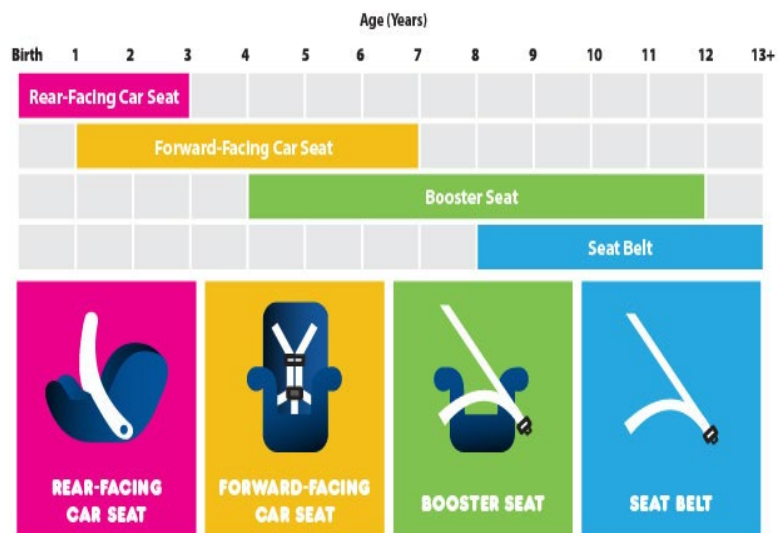 Age (Years)
Birth 1 2 3 4 5 6 7 8 9 10 11 12 13+
Rear-Facing Car Seat
Forward-Facing Car Seat
Booster Seat
Seat Belt
REAR-FACING
CAR SEAT
FORWARD-FACING
CAR SEAT
BOOSTER SEAT
SEAT BELT